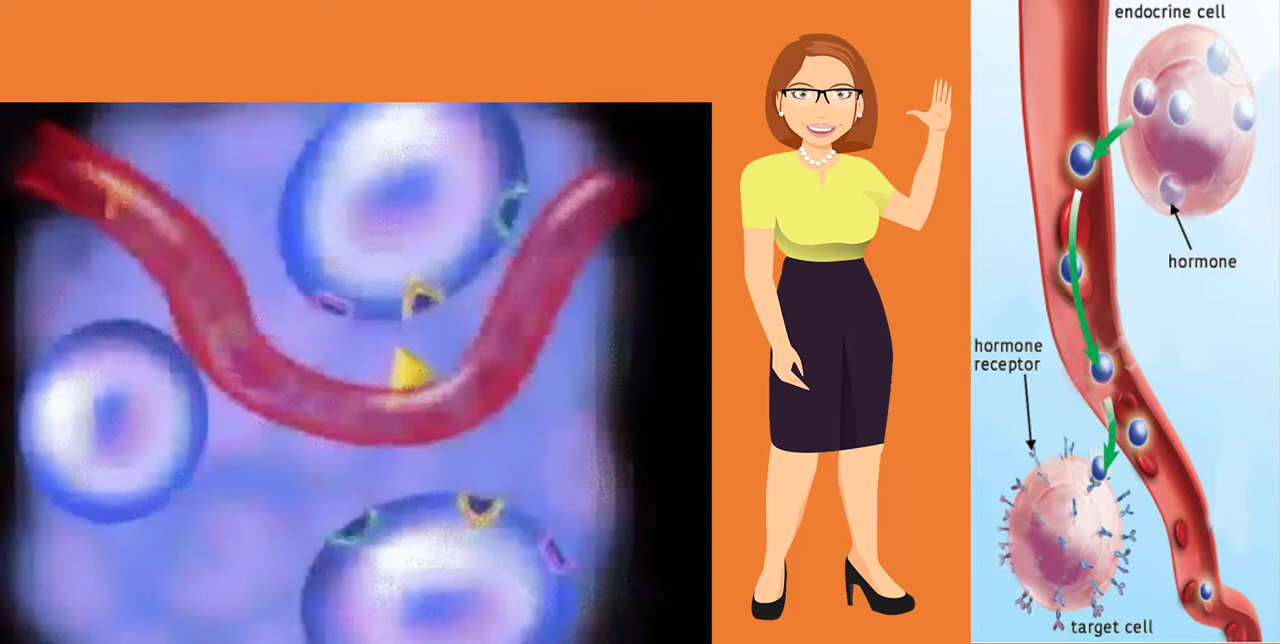 endocrine cell
hormone
hormone
receptor
target cell